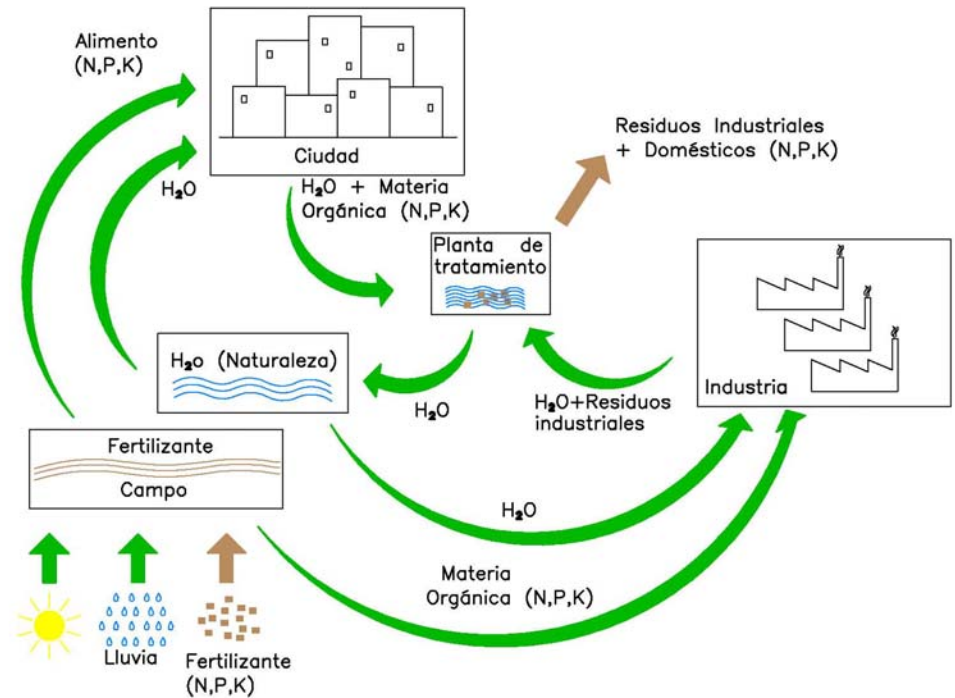 Alimento
(N,P,K)
Ciudad
H₂O
H₂O + Materia
Orgánica (N,P,K)
Residuos Industriales
+ Domésticos (N,P,K)
Planta de
tratamiento
H₂o (Naturaleza)
H₂O
H₂O+Residuos
industriales
Industria
Fertilizante
Campo
H₂O
Materia
Orgánica (N,P,K)
Lluvia
Fertilizante
(N,P,K)